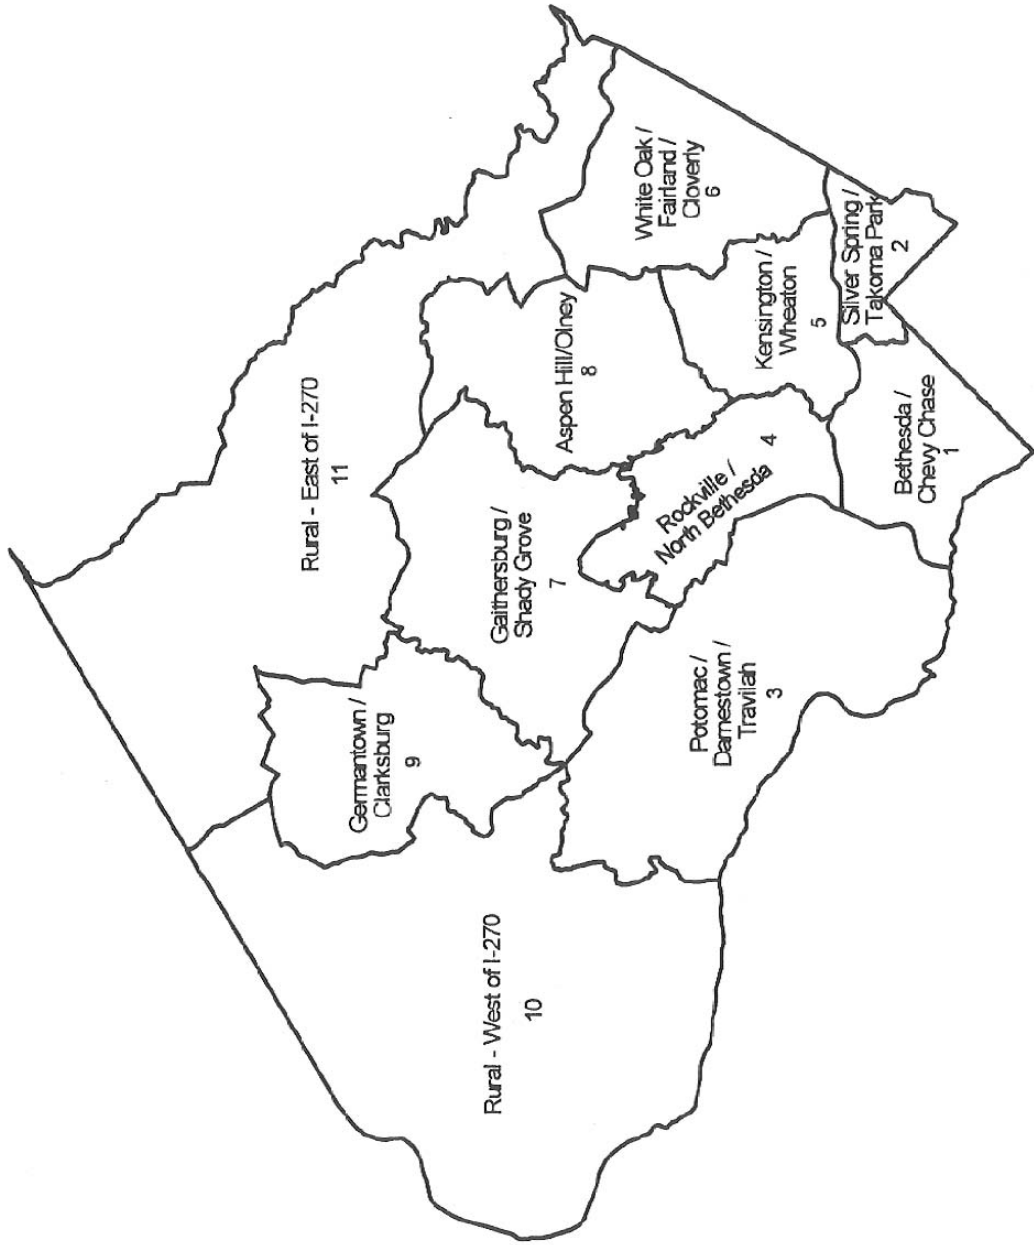 Rural - East of I-270
11
Germantown /
Clarksburg
9
Gaithersburg /
Shady Grove
7
Aspen Hill/Olney
8
White Oak /
Fairland /
Cloverly
6
Rural - West of I-270
10
Rockville /
North Bethesda
4
Kensington /
Wheaton
5
Potomac /
Darnestown /
Travilah
3
Silver Spring /
Takoma Park
2
Bethesda /
Chevy Chase
1